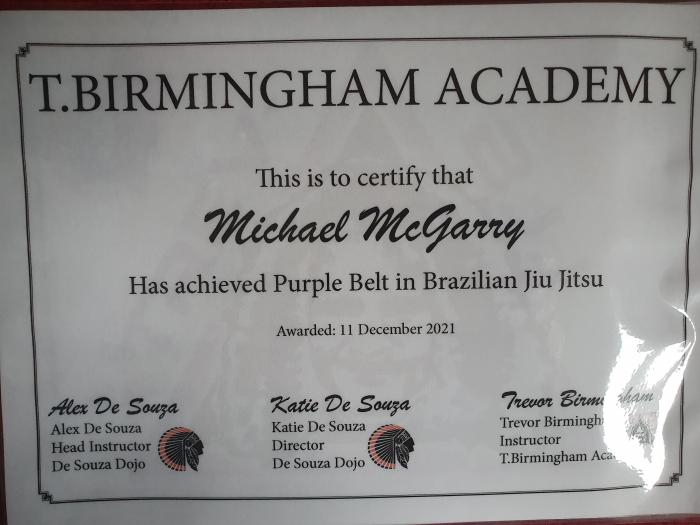 T.BIRMINGHAM ACADEMY
This is to certify that
Michael McGarry
Has achieved Purple Belt in Brazilian Jiu Jitsu
Awarded: 11 December 2021
Alex De Souza
Alex De Souza
Head Instructor
De Souza Dojo
Katie De Souza
Katie De Souza
Director
De Souza Dojo
Trevor Birmingham
Trevor
Instructor
T.Birmingham